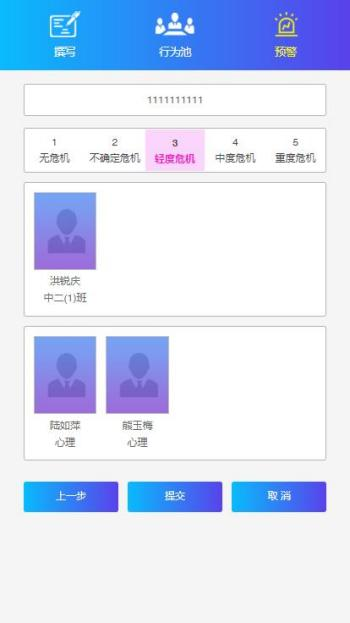 撰写 行为池 预警
1111111111
1 2 3 4 5
无危机 不确定危机 轻度危机 中度危机 重度危机
洪锐庆
中二(1)班
陆如萍 熊玉梅
心理 心理
上一步 提交 取 消